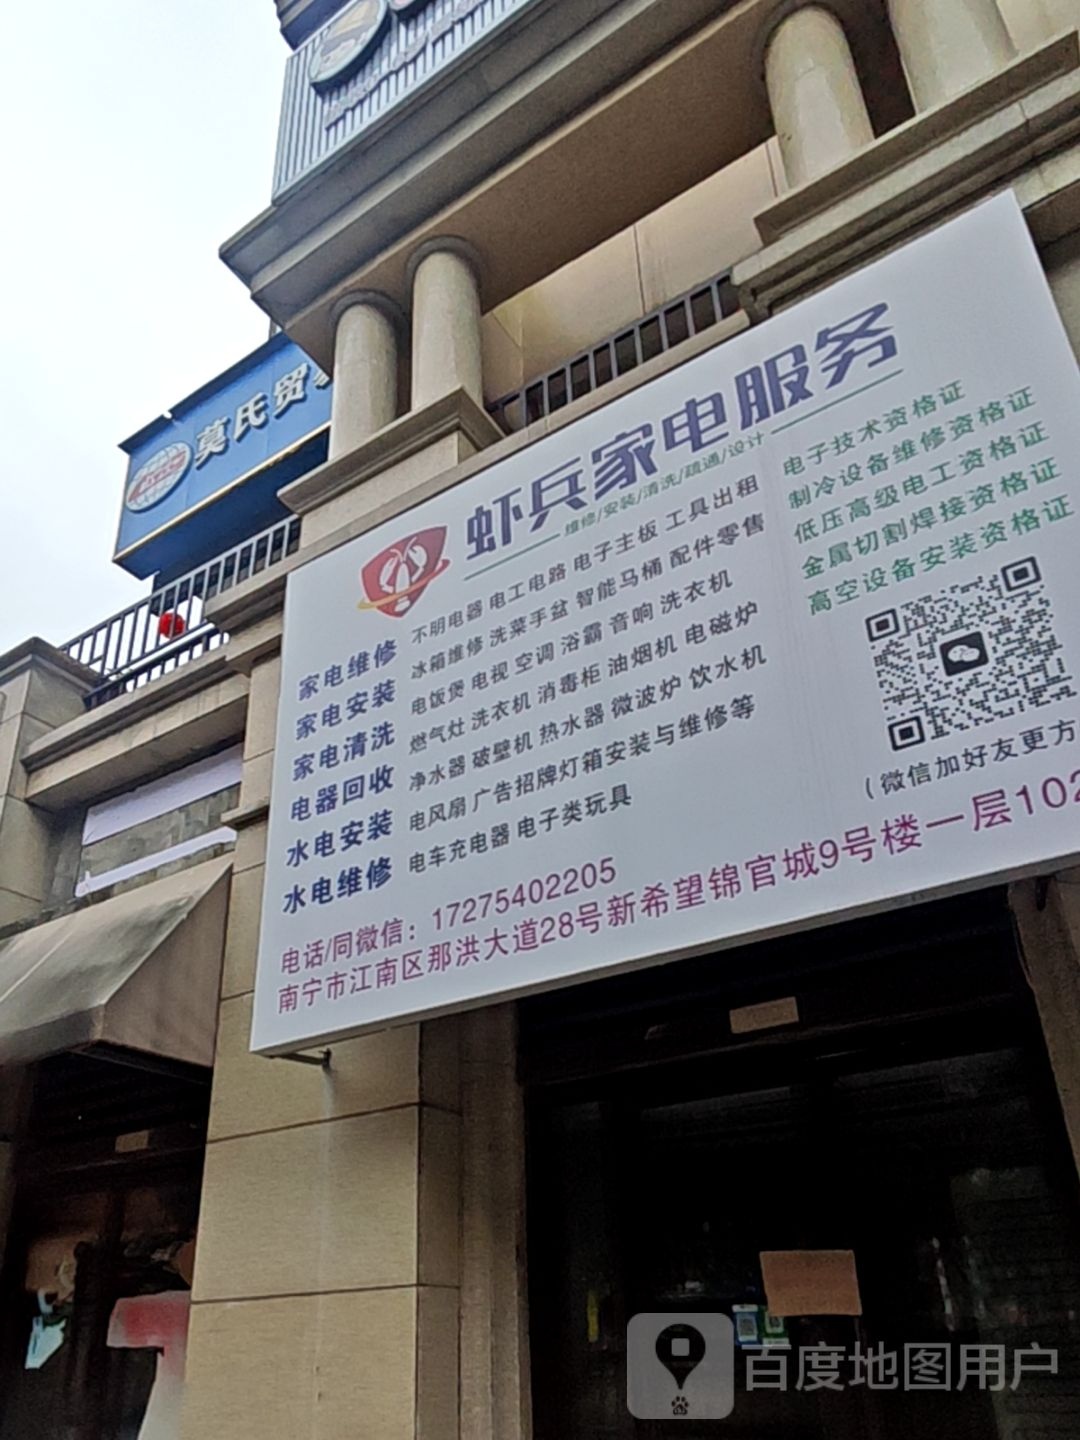 莫氏贸
虾兵家电服务
维修/安装/清洗/疏通/设计
电子技术资格证
制冷设备维修资格证
低压高级电工资格证
金属切割焊接资格证
高空设备安装资格证
家电维修
家电安装
家电清洗
电器回收
水电安装
水电维修
不明电器 电工电路 电子主板 工具出租
冰箱维修 洗菜手盆 智能马桶 配件零售
电饭煲 电视 空调 浴霸 音响 洗衣机
燃气灶 洗衣机 消毒柜 油烟机 电磁炉
净水器 破壁机 热水器 微波炉 饮水机
电风扇 广告招牌灯箱安装与维修等
电车充电器 电子类玩具
(微信加好友更方
电话/同微信：17275402205
南宁市江南区那洪大道28号新希望锦官城9号楼一层102
百度地图用户